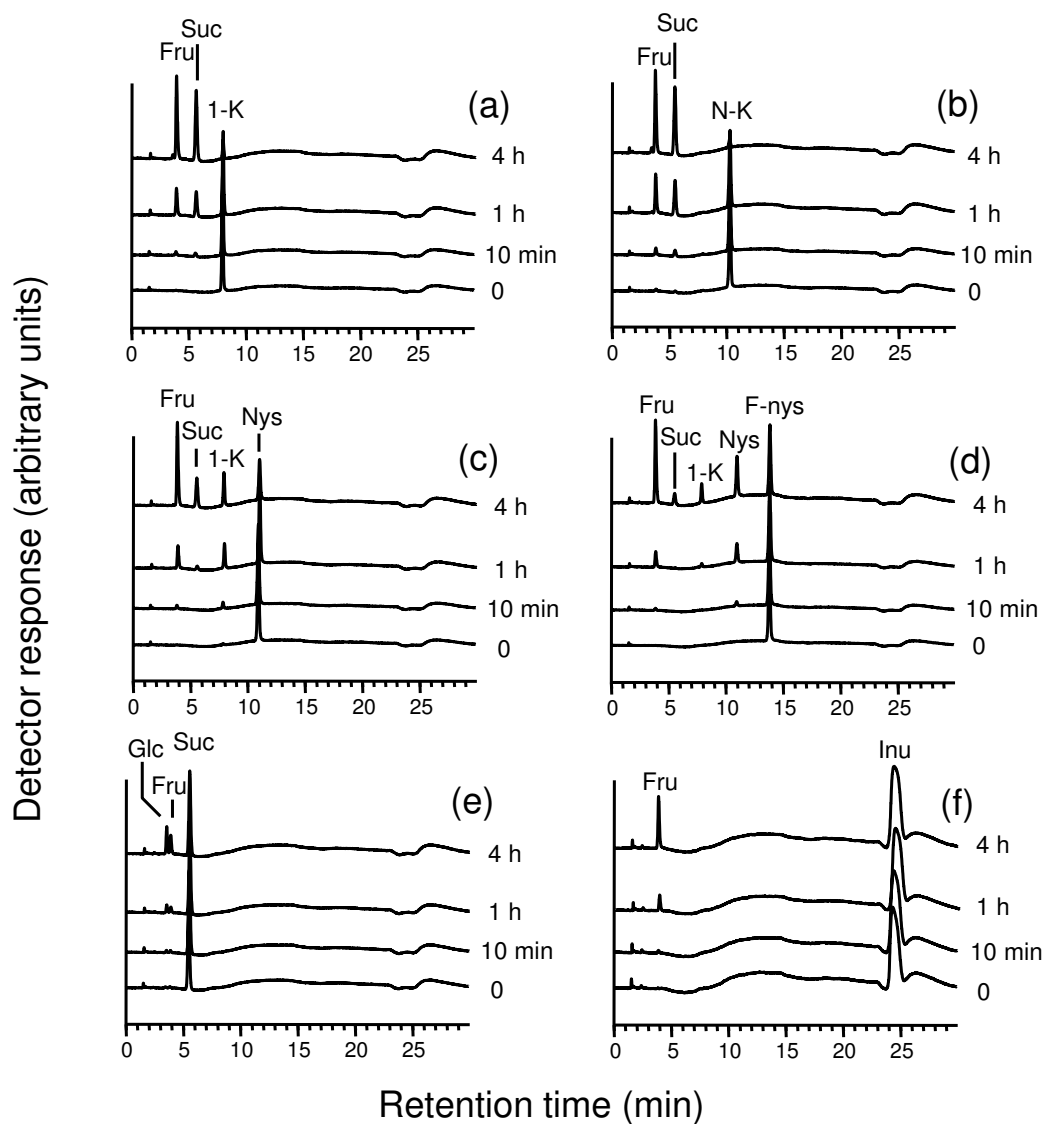 Detector response (arbitrary units)
Suc
Fru
1-K
(a)
4 h
1 h
10 min
0
0 5 10 15 20 25
Suc
Fru
N-K
(b)
4 h
1 h
10 min
0
0 5 10 15 20 25
Fru
Suc
1-K
Nys
(c)
4 h
1 h
10 min
0
0 5 10 15 20 25
Fru
Suc
1-K
Nys
F-nys
(d)
4 h
1 h
10 min
0
0 5 10 15 20 25
Glc
Fru
Suc
(e)
4 h
1 h
10 min
0
0 5 10 15 20 25
Fru
Inu
(f)
4 h
1 h
10 min
0
0 5 10 15 20 25
Retention time (min)